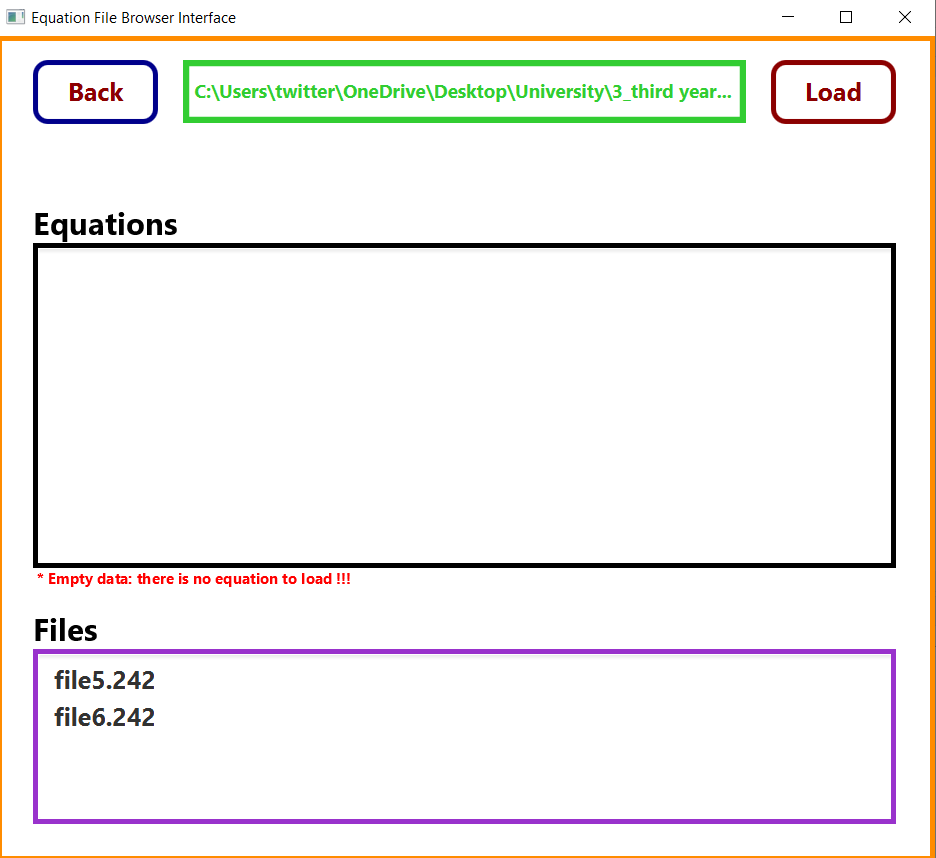 Equation File Browser Interface
Back
C:\Users\twitter\OneDrive\Desktop\University\3_third year...
Load
Equations
* Empty data: there is no equation to load !!!
Files
file5.242
file6.242